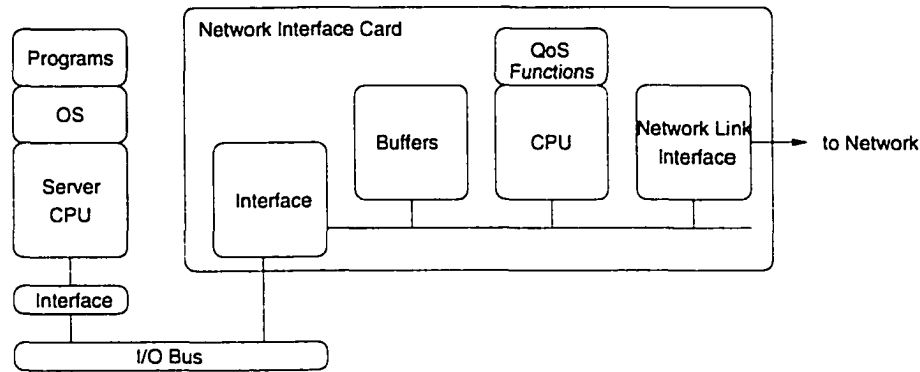 Programs
OS
Server
CPU
Interface
I/O Bus
Network Interface Card
Interface
Buffers
QoS
Functions
CPU
Network Link
Interface
to Network